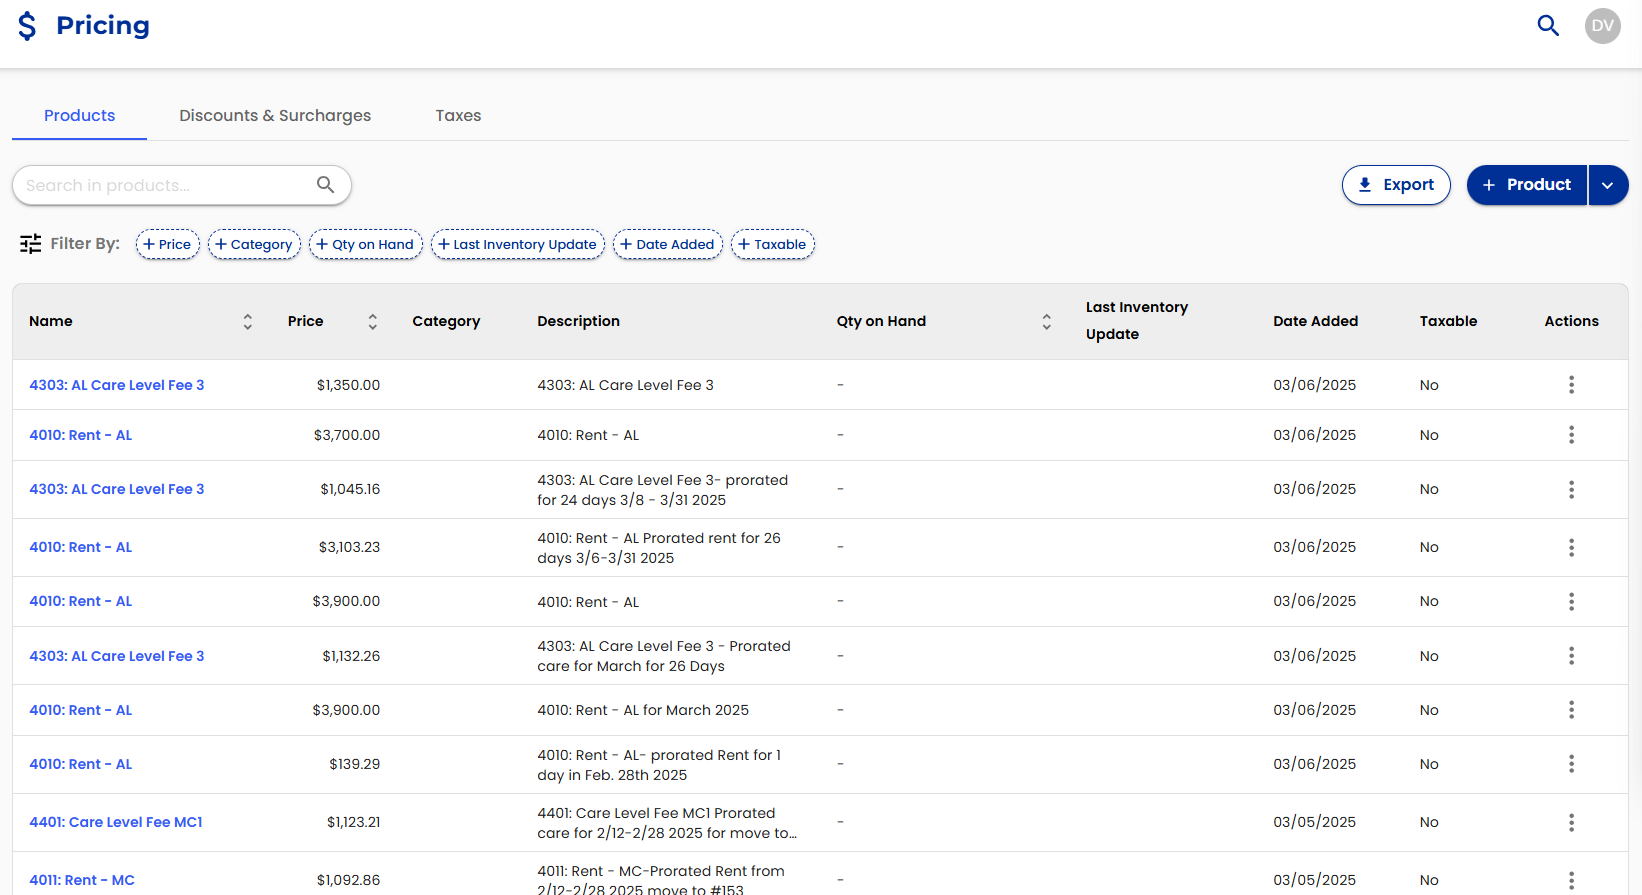 $ Pricing
DV
Products Discounts & Surcharges Taxes
Search in products...
Export + Product
Filter By: + Price + Category + Qty on Hand + Last Inventory Update + Date Added + Taxable
Name Price Category Description Qty on Hand Last Inventory Update Date Added Taxable Actions
4303: AL Care Level Fee 3 $1,350.00 4303: AL Care Level Fee 3 - 03/06/2025 No
4010: Rent - AL $3,700.00 4010: Rent - AL - 03/06/2025 No
4303: AL Care Level Fee 3 $1,045.16 4303: AL Care Level Fee 3- prorated
for 24 days 3/8 - 3/31 2025 - 03/06/2025 No
4010: Rent - AL $3,103.23 4010: Rent - AL Prorated rent for 26
days 3/6-3/31 2025 - 03/06/2025 No
4010: Rent - AL $3,900.00 4010: Rent - AL - 03/06/2025 No
4303: AL Care Level Fee 3 $1,132.26 4303: AL Care Level Fee 3 - Prorated
care for March for 26 Days - 03/06/2025 No
4010: Rent - AL $3,900.00 4010: Rent - AL for March 2025 - 03/06/2025 No
4010: Rent - AL $139.29 4010: Rent - AL- prorated Rent for 1
day in Feb. 28th 2025 - 03/06/2025 No
4401: Care Level Fee MC1 $1,123.21 4401: Care Level Fee MC1 Prorated
care for 2/12-2/28 2025 for move to... - 03/05/2025 No
4011: Rent - MC $1,092.86 4011: Rent - MC-Prorated Rent from
2/12-2/28 2025 move to #153 - 03/05/2025 No